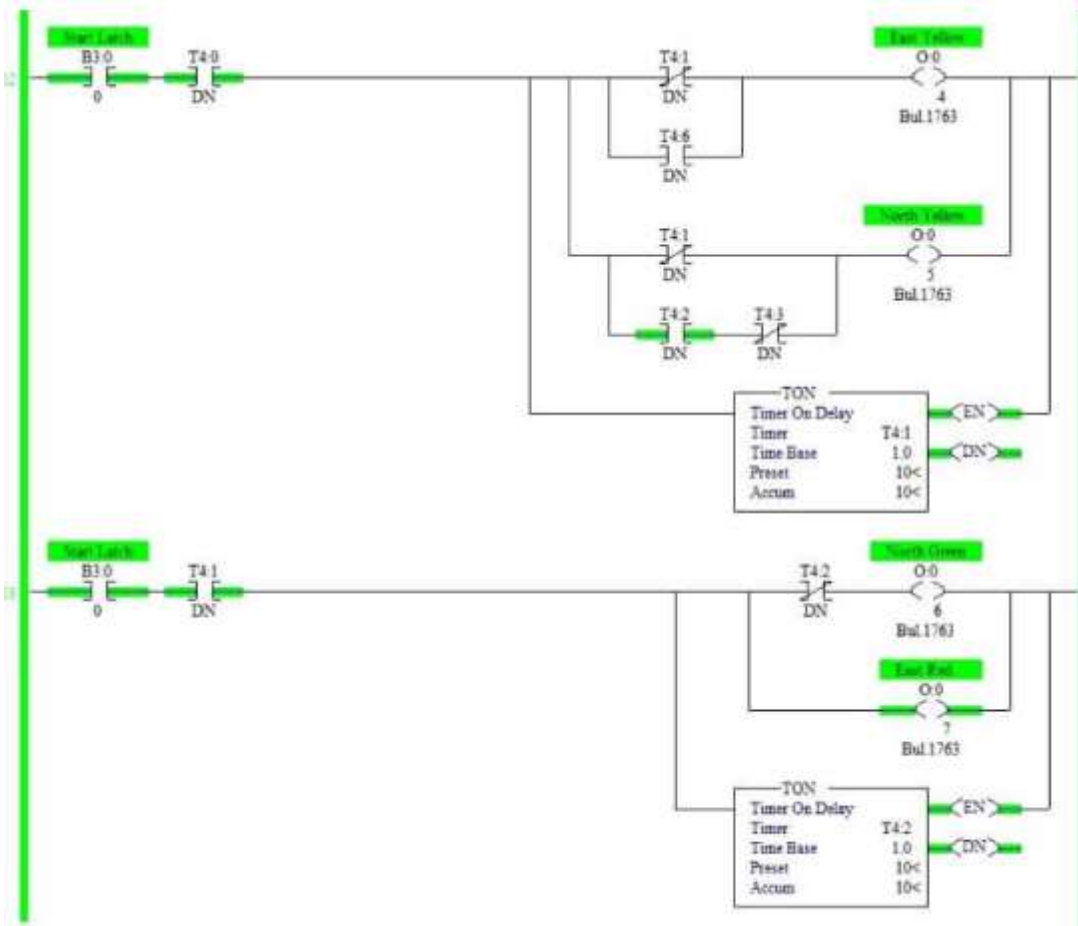 Start Latch
B3:0
0
T4:0
DN
T4:1
DN
East Yellow
O:0
4
Bul.1763
T4:6
DN
T4:1
DN
North Yellow
O:0
5
Bul.1763
T4:2
DN
T4:3
DN
TON
Timer On Delay
Timer T4:1
Time Base 1.0
Preset 10<
Accum 10<
EN
DN
Start Latch
B3:0
0
T4:1
DN
T4:2
DN
North Green
O:0
6
Bul.1763
East Red
O:0
7
Bul.1763
TON
Timer On Delay
Timer T4:2
Time Base 1.0
Preset 10<
Accum 10<
EN
DN